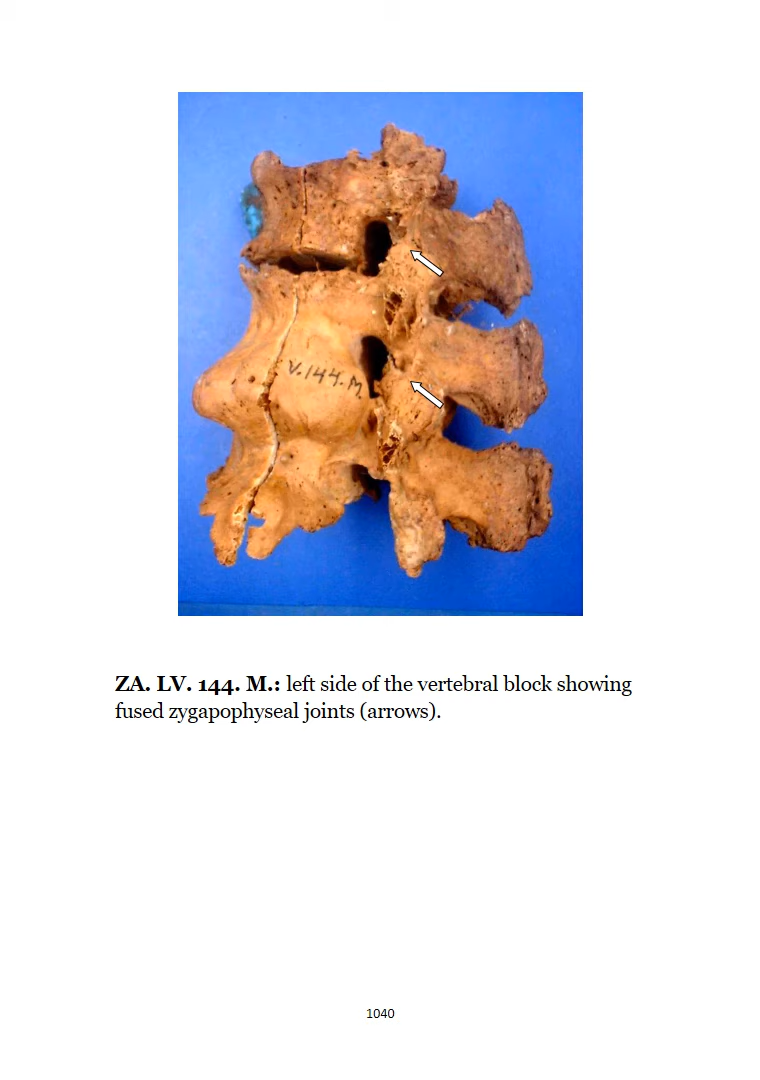 V.144.M.
ZA. LV. 144. M.: left side of the vertebral block showing
fused zygapophyseal joints (arrows).
1040